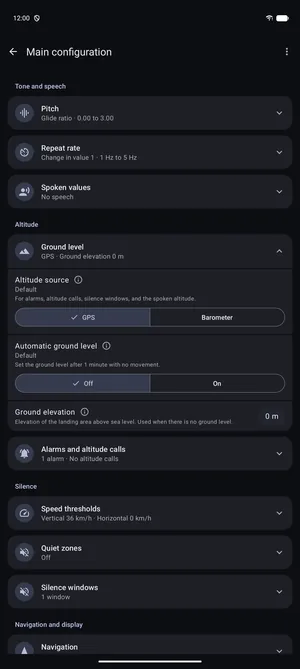 12:00
Main configuration
Tone and speech
Pitch
Glide ratio · 0.00 to 3.00
Repeat rate
Change in value 1 · 1 Hz to 5 Hz
Spoken values
No speech
Altitude
Ground level
GPS · Ground elevation 0 m
Altitude source
Default
For alarms, altitude calls, silence windows, and the spoken altitude.
GPS
Barometer
Automatic ground level
Default
Set the ground level after 1 minute with no movement.
Off
On
Ground elevation
Elevation of the landing area above sea level. Used when there is no ground level.
0 m
Alarms and altitude calls
1 alarm · No altitude calls
Silence
Speed thresholds
Vertical 36 km/h · Horizontal 0 km/h
Quiet zones
Off
Silence windows
1 window
Navigation and display
Navigation